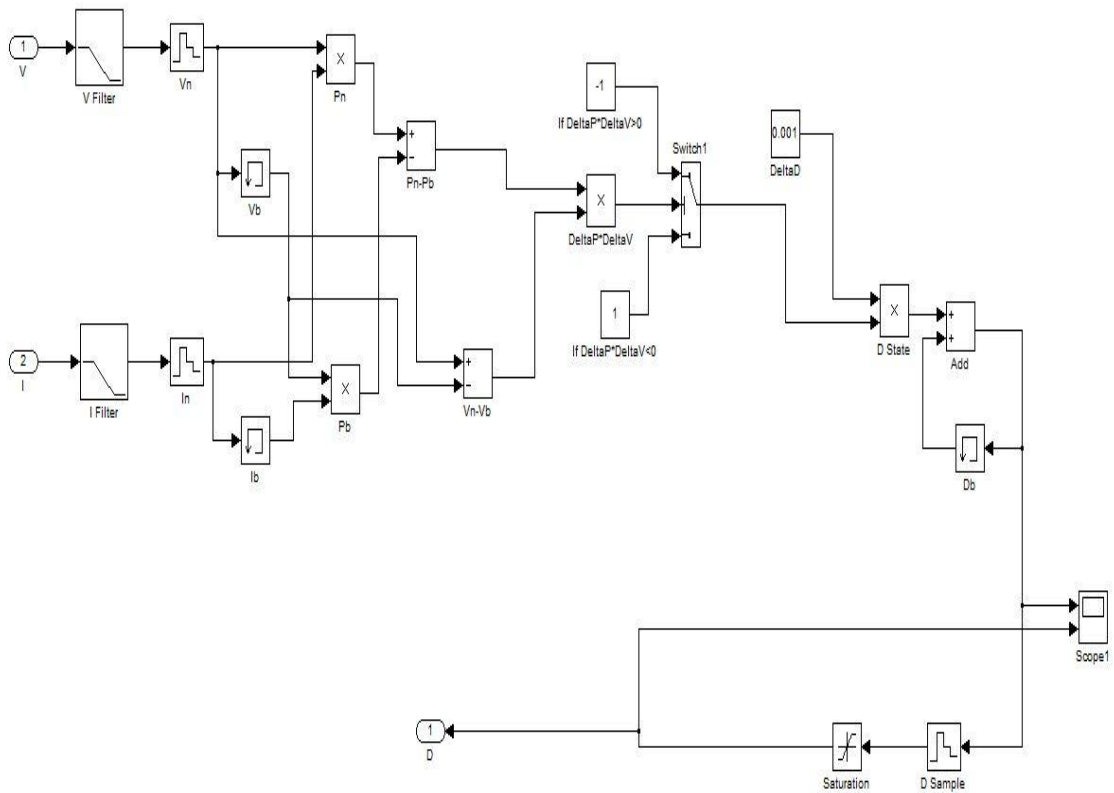 1
V
V Filter
Vn
X
Pn
-1
If DeltaP*DeltaV>0
+
−
Pn-Pb
Vb
Switch1
0.001
DeltaD
X
DeltaP*DeltaV
1
If DeltaP*DeltaV<0
X
D State
+
+
Add
2
I
I Filter
In
X
Pb
+
−
Vn-Vb
Ib
Db
Scope1
1
D
Saturation
D Sample